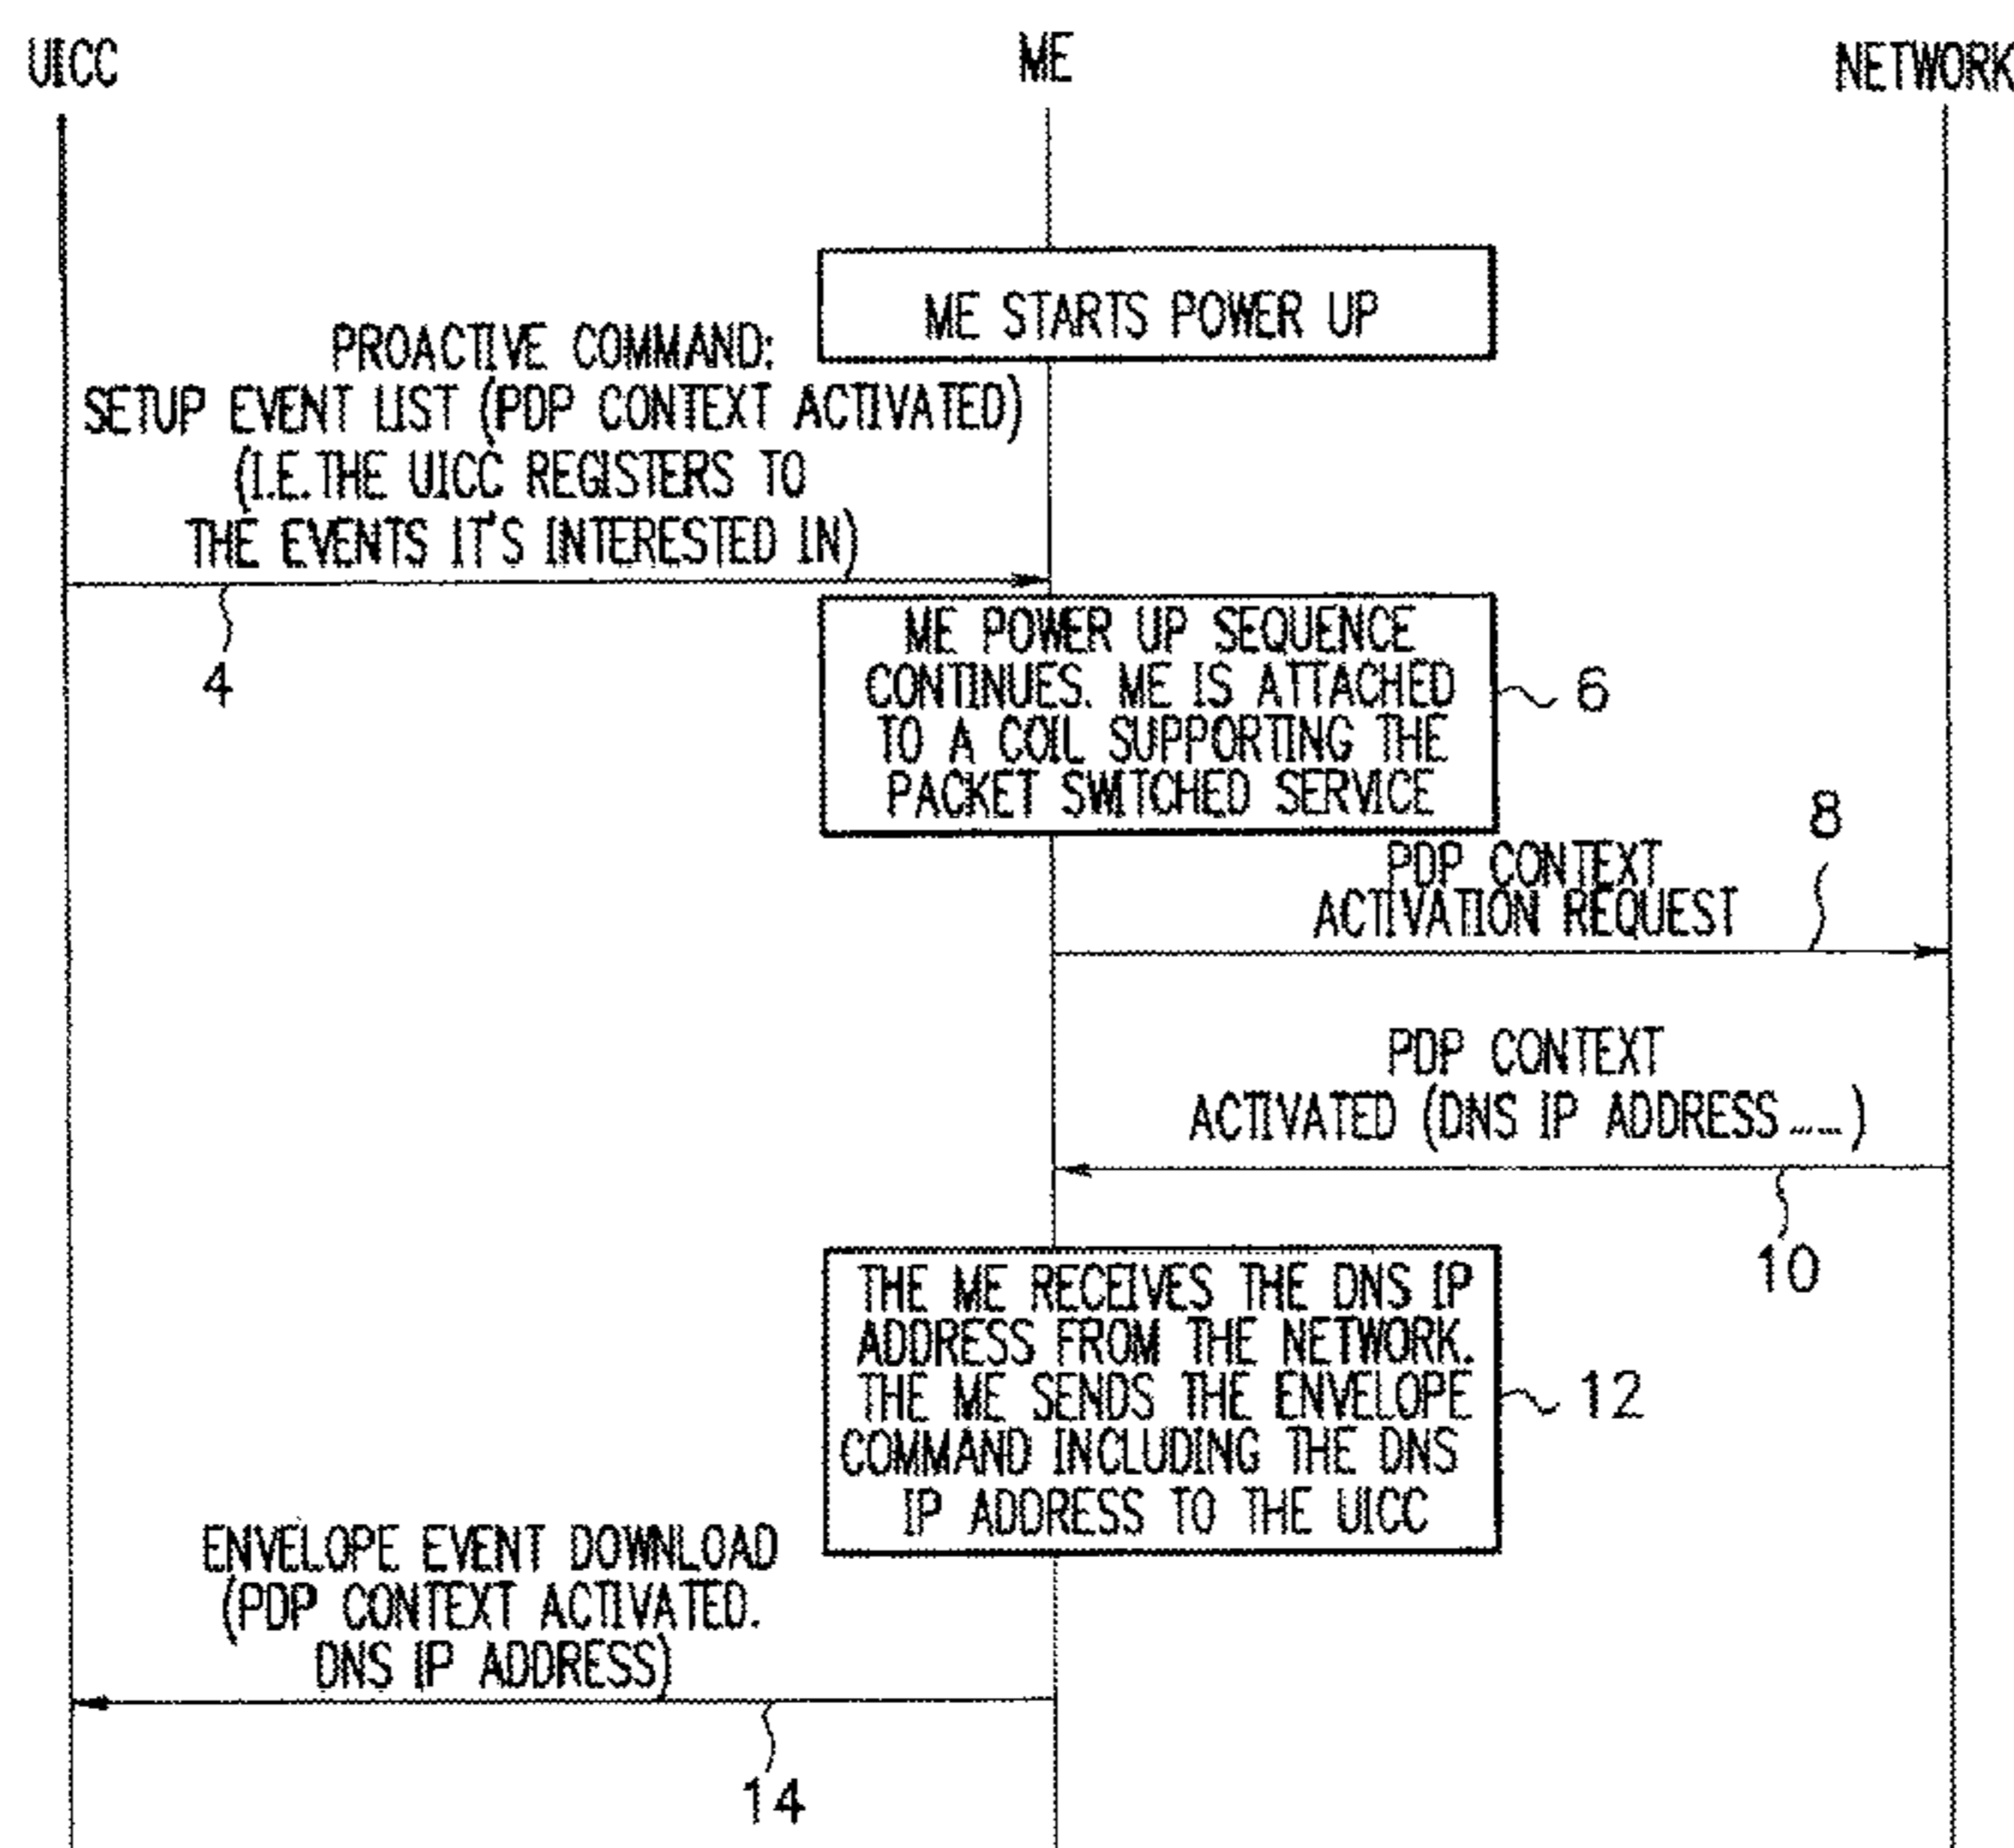 UICC
ME
NETWORK
ME STARTS POWER UP
PROACTIVE COMMAND:
SETUP EVENT LIST (PDP CONTEXT ACTIVATED)
(I.E.THE UICC REGISTERS TO
THE EVENTS IT'S INTERESTED IN)
4
ME POWER UP SEQUENCE
CONTINUES. ME IS ATTACHED
TO A COIL SUPPORTING THE
PACKET SWITCHED SERVICE
6
8
PDP CONTEXT
ACTIVATION REQUEST
PDP CONTEXT
ACTIVATED (DNS IP ADDRESS......)
10
THE ME RECEIVES THE DNS IP
ADDRESS FROM THE NETWORK.
THE ME SENDS THE ENVELOPE
COMMAND INCLUDING THE DNS
IP ADDRESS TO THE UICC
12
ENVELOPE EVENT DOWNLOAD
(PDP CONTEXT ACTIVATED.
DNS IP ADDRESS)
14